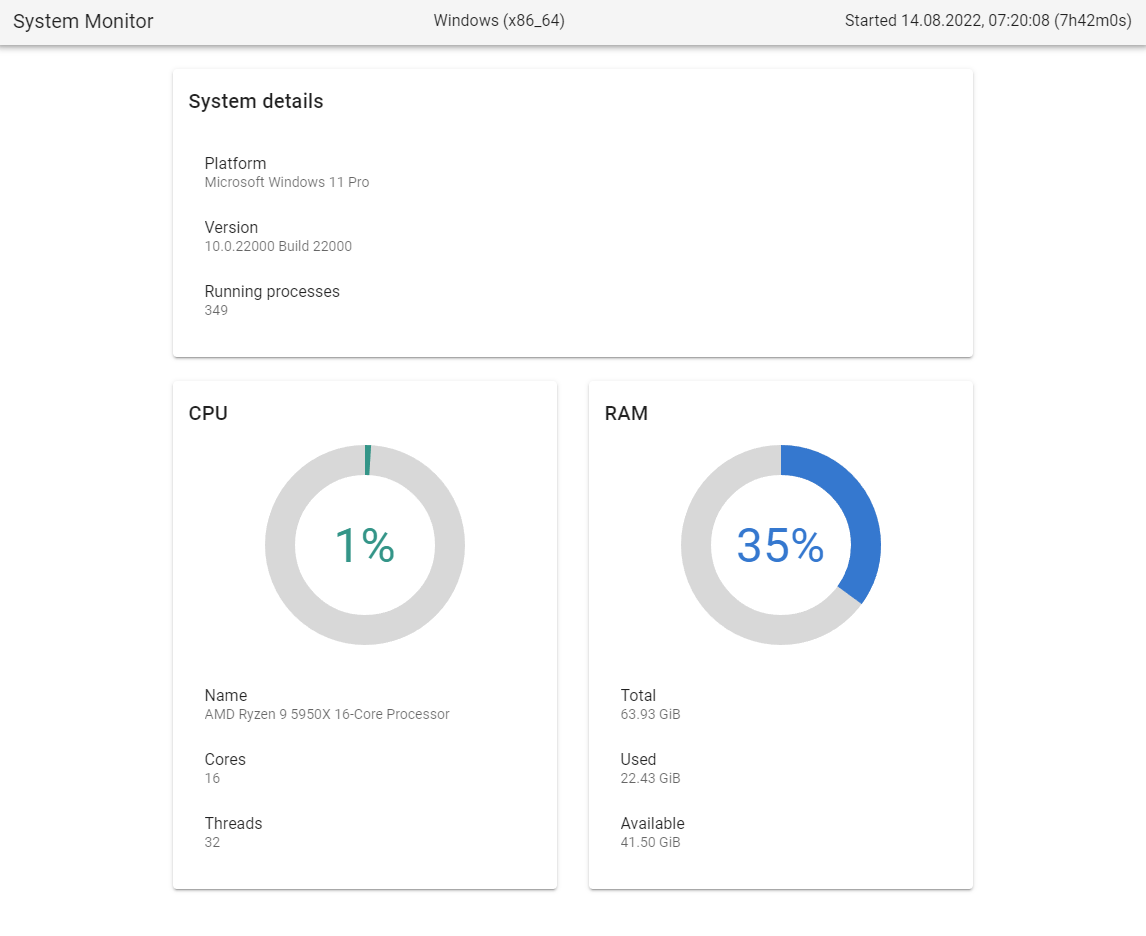 System Monitor
Windows (x86_64)
Started 14.08.2022, 07:20:08 (7h42m0s)
System details
Platform
Microsoft Windows 11 Pro
Version
10.0.22000 Build 22000
Running processes
349
CPU
1%
Name
AMD Ryzen 9 5950X 16-Core Processor
Cores
16
Threads
32
RAM
35%
Total
63.93 GiB
Used
22.43 GiB
Available
41.50 GiB